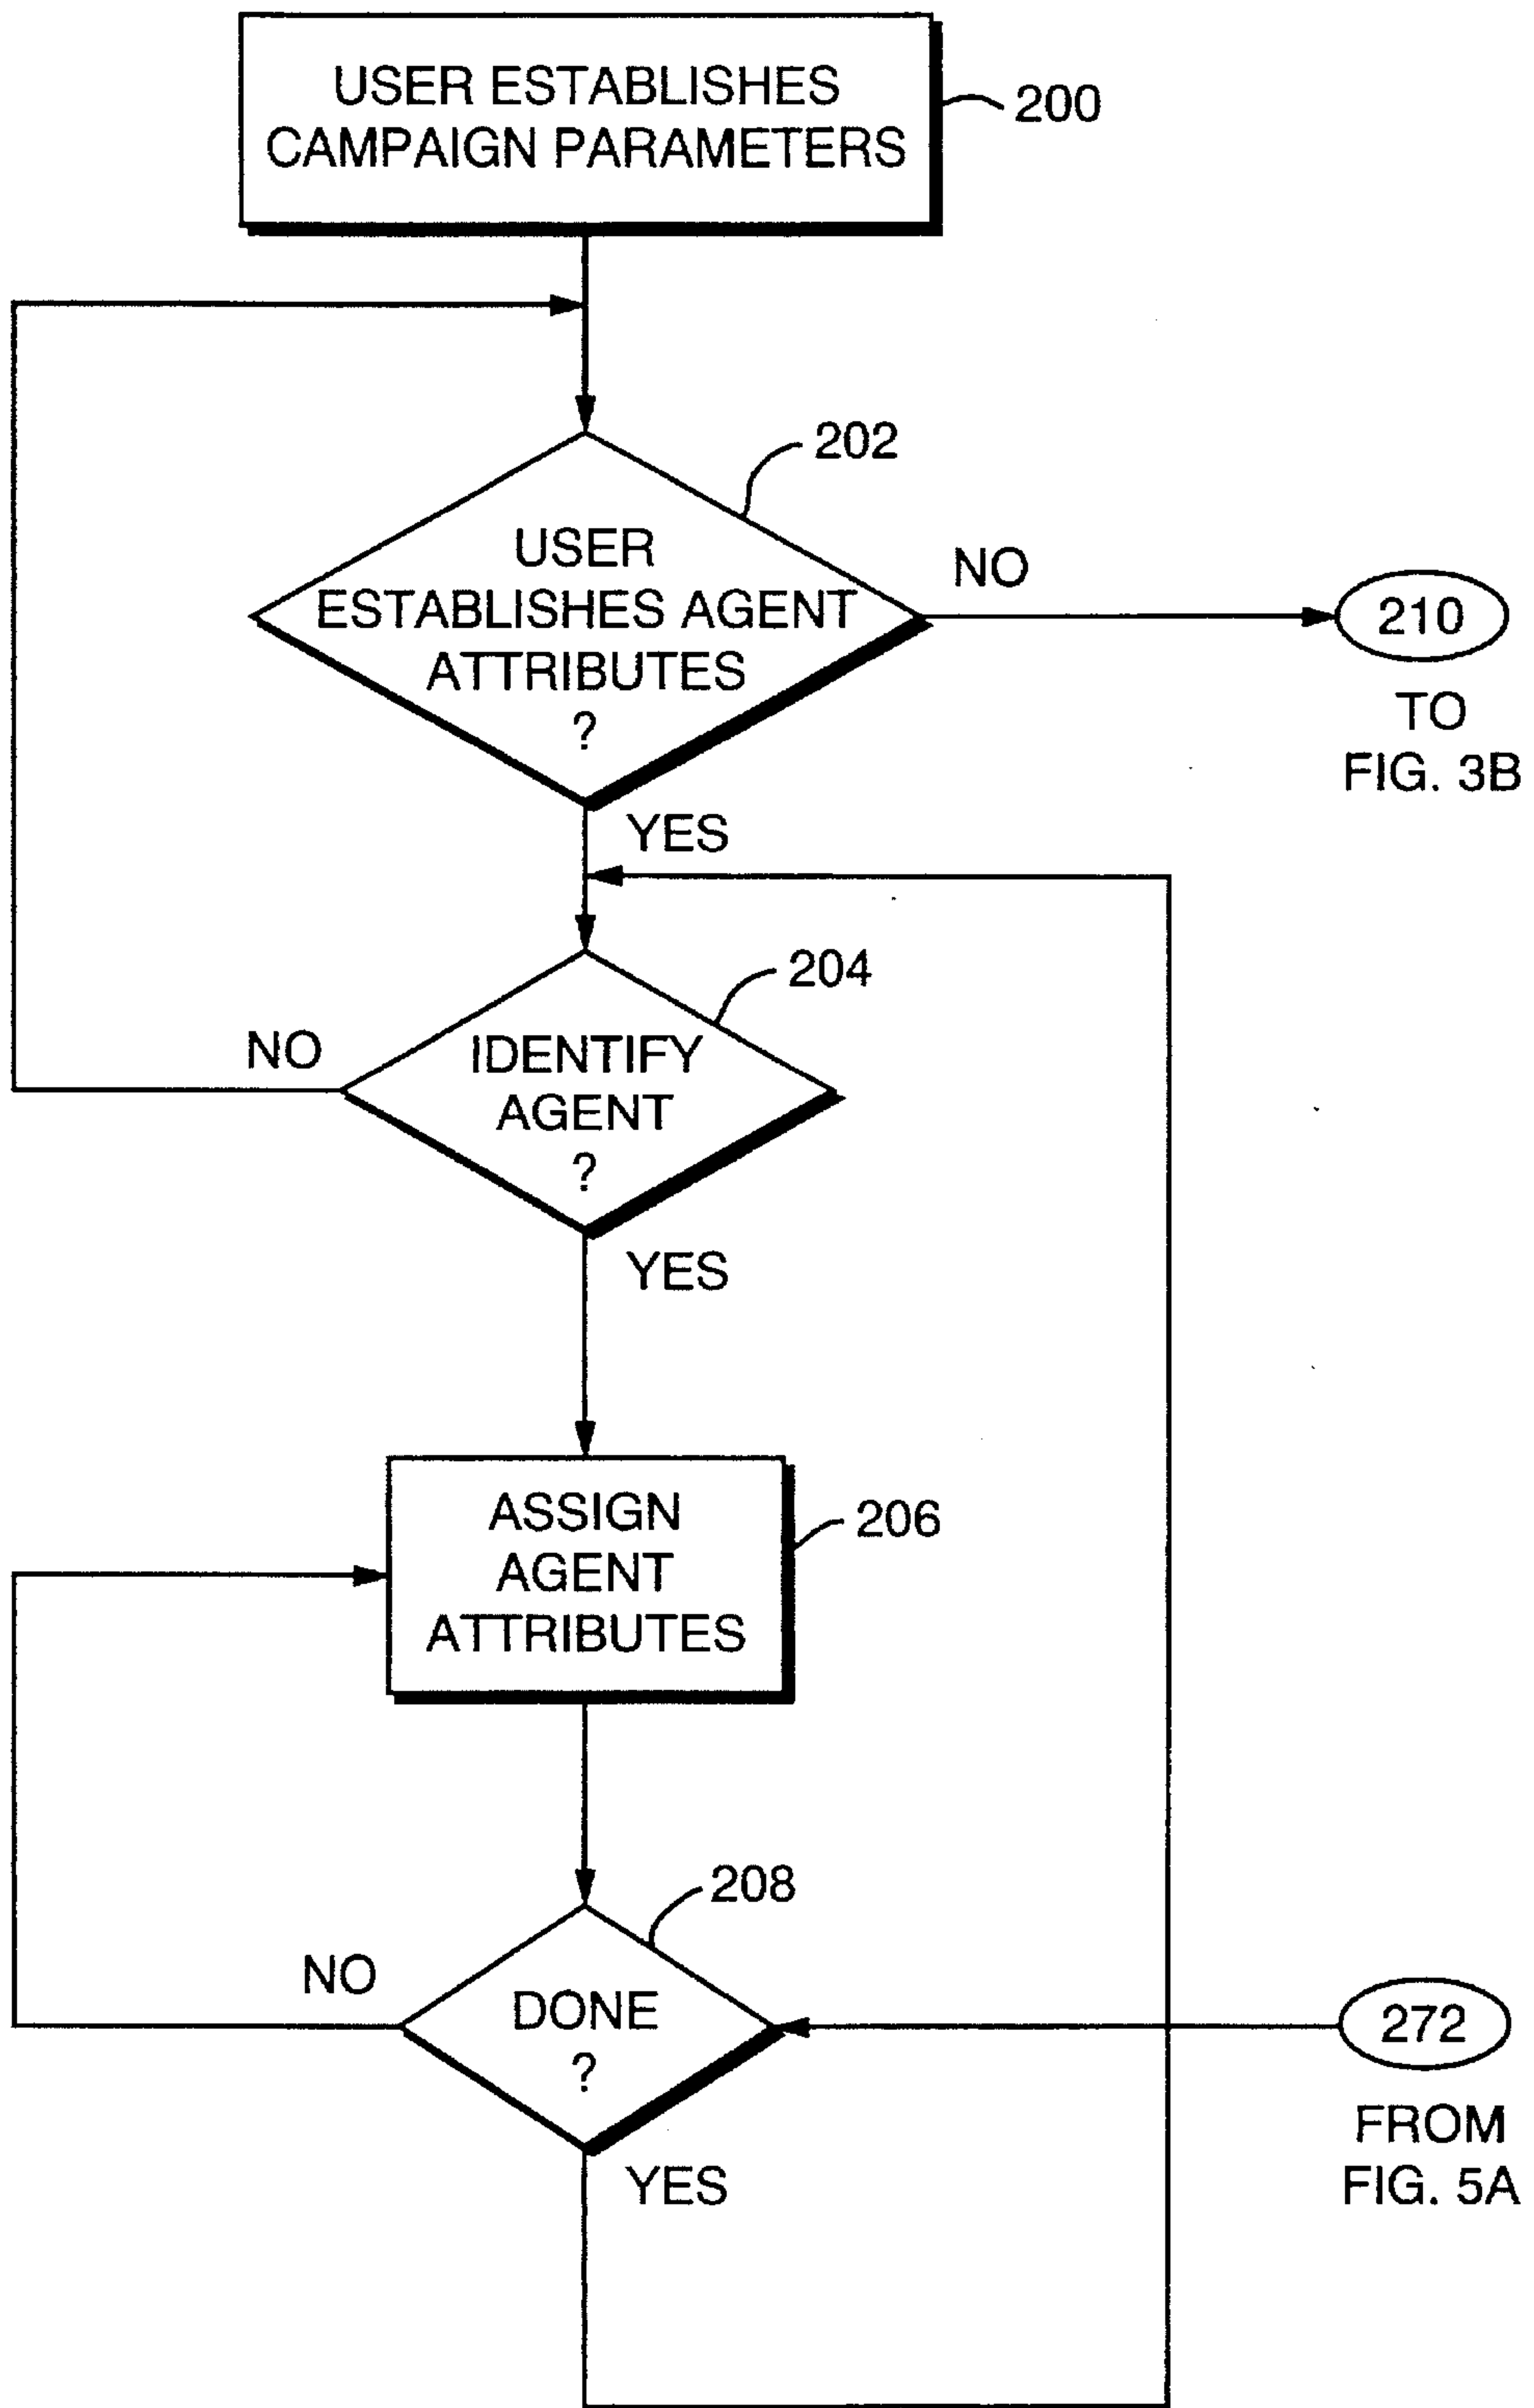 USER ESTABLISHES
CAMPAIGN PARAMETERS
200
202
USER
ESTABLISHES AGENT
ATTRIBUTES
?
NO
210
TO
FIG. 3B
YES
204
NO
IDENTIFY
AGENT
?
YES
ASSIGN
AGENT
ATTRIBUTES
206
208
NO
DONE
?
272
FROM
FIG. 5A
YES